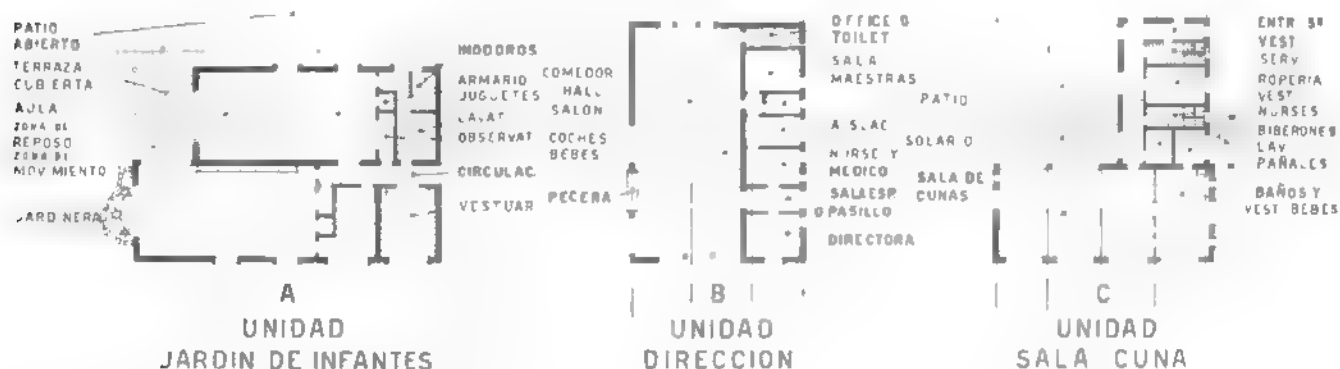 PATIO
ABIERTO
TERRAZA
CUBIERTA
AULA
ZONA DE
REPOSO
ZONA DE
MOVIMIENTO
JARDINERA
INODOROS
ARMARIO
JUGUETES
LAVAT
OBSERVAT
CIRCULAC.
VESTUAR
A
UNIDAD
JARDIN DE INFANTES
COMEDOR
HALL
SALON
COCHES
BEBES
PECERA
OFFICE O
TOILET
SALA
MAESTRAS
AISLAC
NURSE Y
MEDICO
SALA ESP.
O PASILLO
DIRECTORA
B
UNIDAD
DIRECCION
PATIO
SOLARIO
SALA DE
CUNAS
VEST
SERV
ROPERIA
VEST
NURSES
BIBERONES
LAV
PAÑALES
BAÑOS Y
VEST BEBES
C
UNIDAD
SALA CUNA